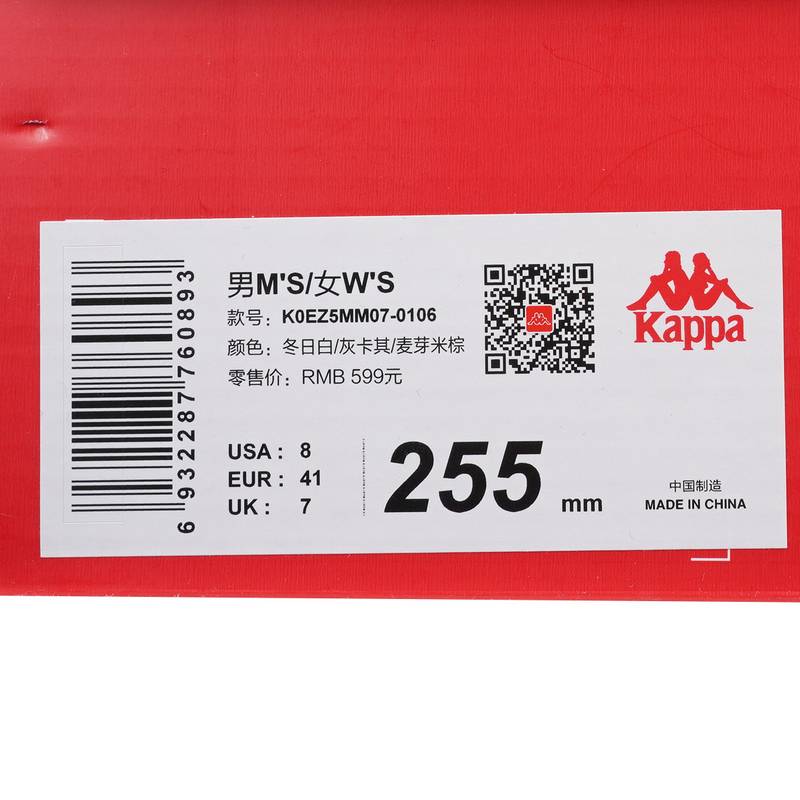 男M'S/女W'S
款号: K0EZ5MM07-0106
颜色: 冬日白/灰卡其/麦芽米棕
零售价: RMB 599元
USA: 8
EUR: 41
UK: 7
255 mm
Kappa
中国制造
MADE IN CHINA
6 932287 760893